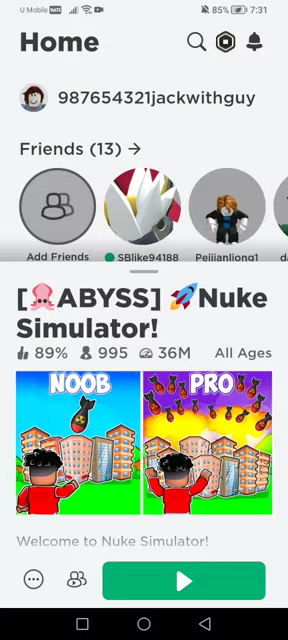 U Mobile VoLTE 85% 7:31
Home
987654321jackwithguy
Friends (13) →
Add Friends SBlike94188 Peijianliong1
[🐙ABYSS] 🚀Nuke
Simulator!
89% 995 36M All Ages
NOOB PRO
Welcome to Nuke Simulator!